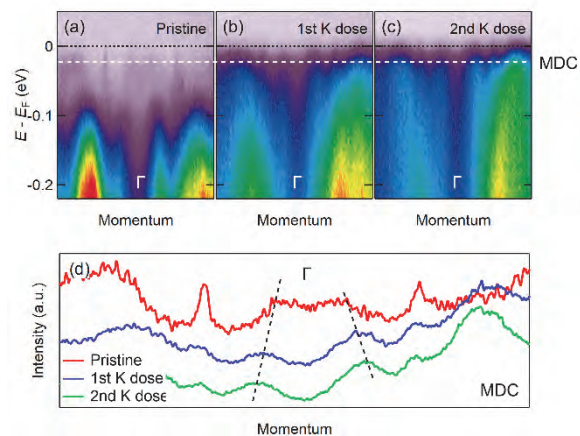 (a) Pristine
(b) 1st K dose
(c) 2nd K dose
0
MDC
E - E_F (eV)
-0.1
-0.2
Γ
Γ
Γ
Momentum
Momentum
Momentum
(d)
Γ
Intensity (a.u.)
Pristine
1st K dose
2nd K dose
MDC
Momentum